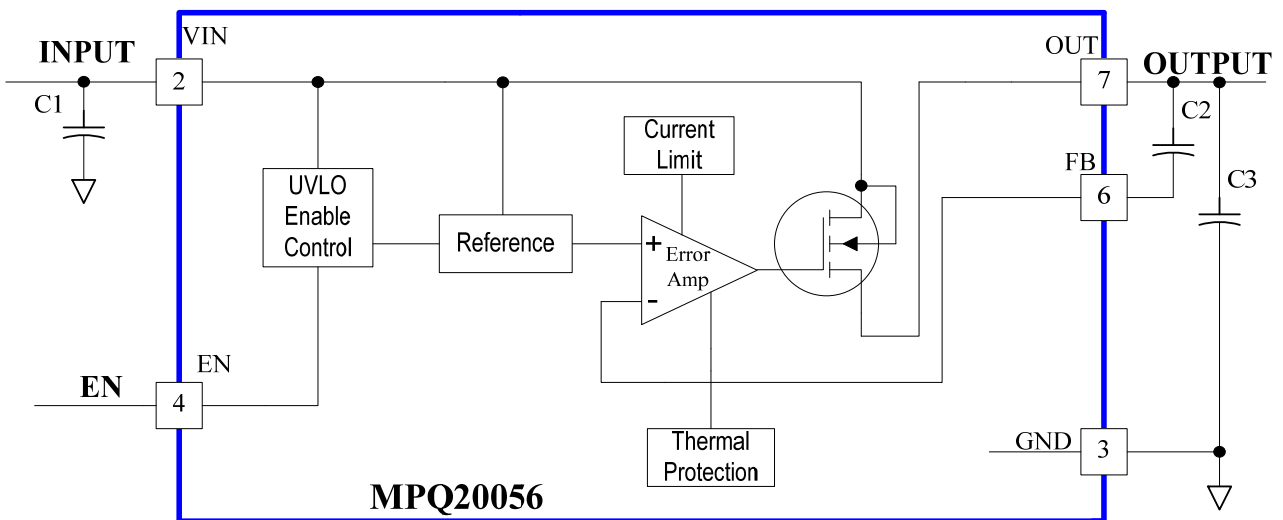 VIN
INPUT
2
C1
OUT
7
OUTPUT
C2
Current
Limit
FB
6
C3
UVLO
Enable
Control
Reference
+
Error
Amp
-
EN
EN
4
Thermal
Protection
GND
3
MPQ20056